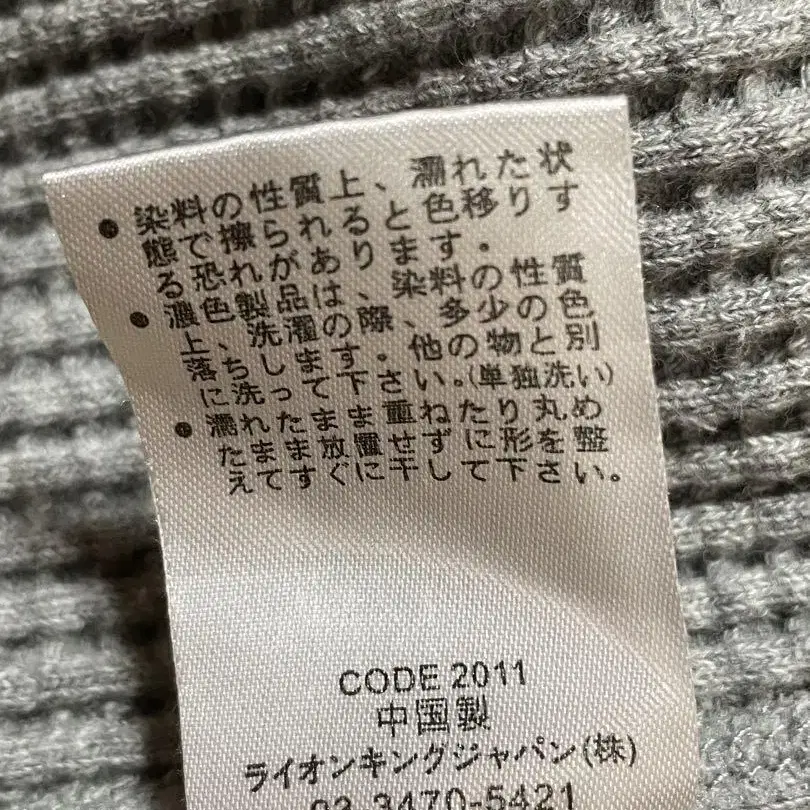 • 染料の性質上、濡れた状
態で擦られると色移りす
る恐れがあります。
• 濃色製品は、染料の性質
上、洗濯の際、多少の色
落ちします。他の物と別
に洗って下さい。(単独洗い)
• 濡れたまま重ねたり丸め
たまま放置せずに形を整
えてすぐに干して下さい。
CODE 2011
中国製
ライオンキングジャパン(株)
03 3470-5421